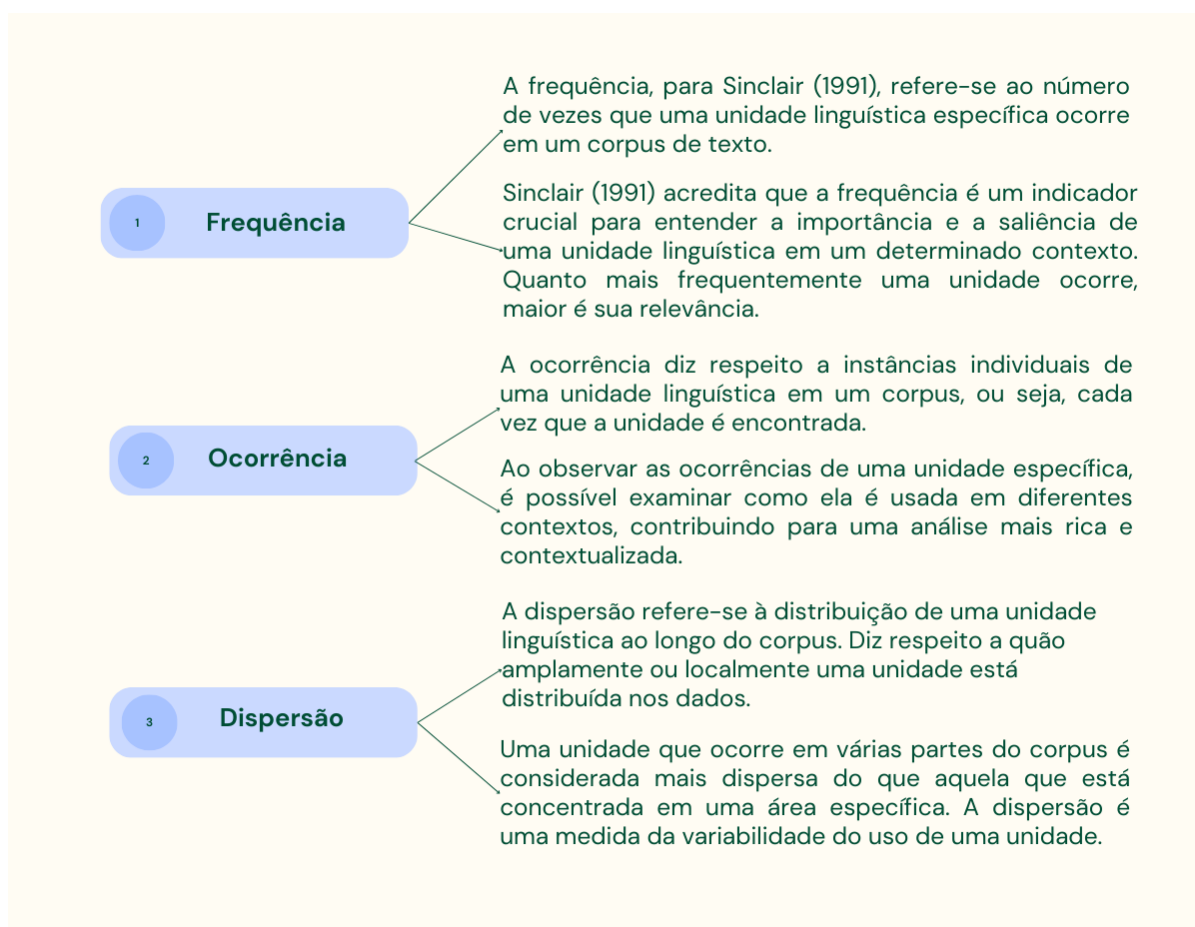 A frequência, para Sinclair (1991), refere-se ao número
de vezes que uma unidade linguística específica ocorre
em um corpus de texto.
1
Frequência
Sinclair (1991) acredita que a frequência é um indicador
crucial para entender a importância e a saliência de
uma unidade linguística em um determinado contexto.
Quanto mais frequentemente uma unidade ocorre,
maior é sua relevância.
A ocorrência diz respeito a instâncias individuais de
uma unidade linguística em um corpus, ou seja, cada
vez que a unidade é encontrada.
2
Ocorrência
Ao observar as ocorrências de uma unidade específica,
é possível examinar como ela é usada em diferentes
contextos, contribuindo para uma análise mais rica e
contextualizada.
A dispersão refere-se à distribuição de uma unidade
linguística ao longo do corpus. Diz respeito a quão
amplamente ou localmente uma unidade está
distribuída nos dados.
3
Dispersão
Uma unidade que ocorre em várias partes do corpus é
considerada mais dispersa do que aquela que está
concentrada em uma área específica. A dispersão é
uma medida da variabilidade do uso de uma unidade.